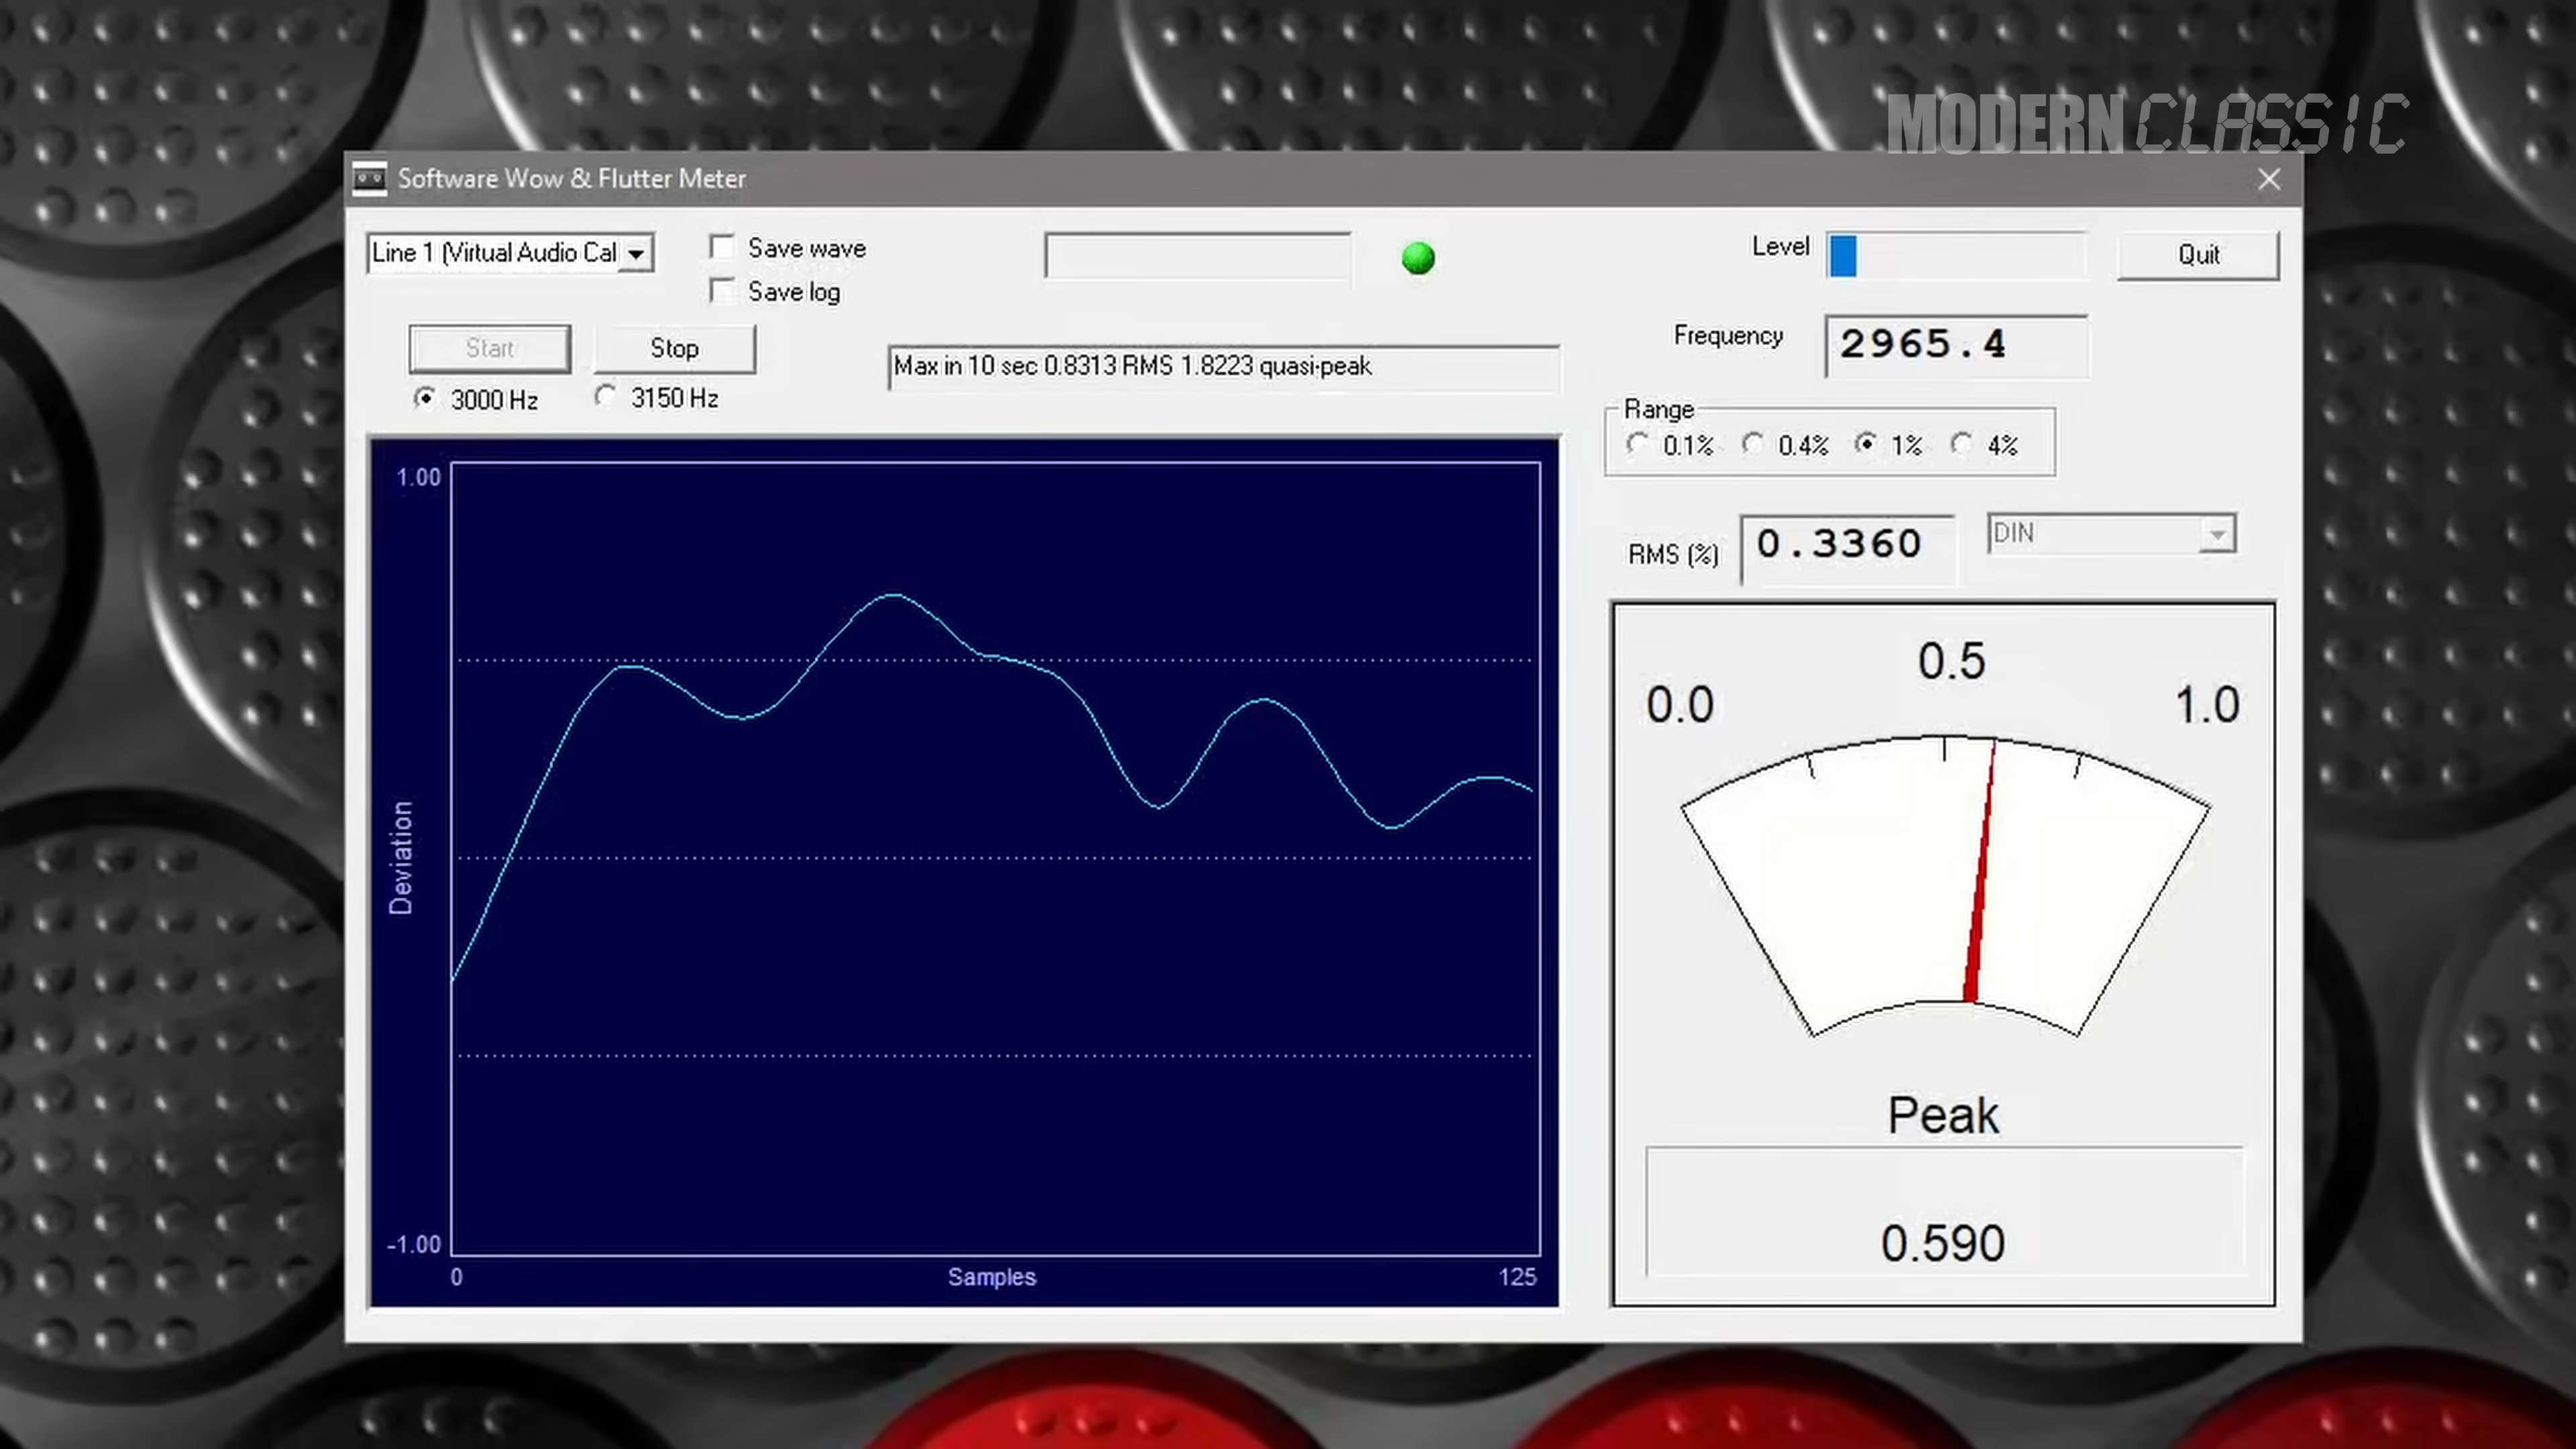 MODERN CLASSIC
Software Wow & Flutter Meter
Line 1 (Virtual Audio Cal
Save wave
Save log
Level
Quit
Start
Stop
Frequency
2965.4
Max in 10 sec 0.8313 RMS 1.8223 quasi-peak
3000 Hz
3150 Hz
Range
0.1%
0.4%
1%
4%
RMS (%)
0.3360
DIN
1.00
Deviation
-1.00
0
Samples
125
0.0
0.5
1.0
Peak
0.590